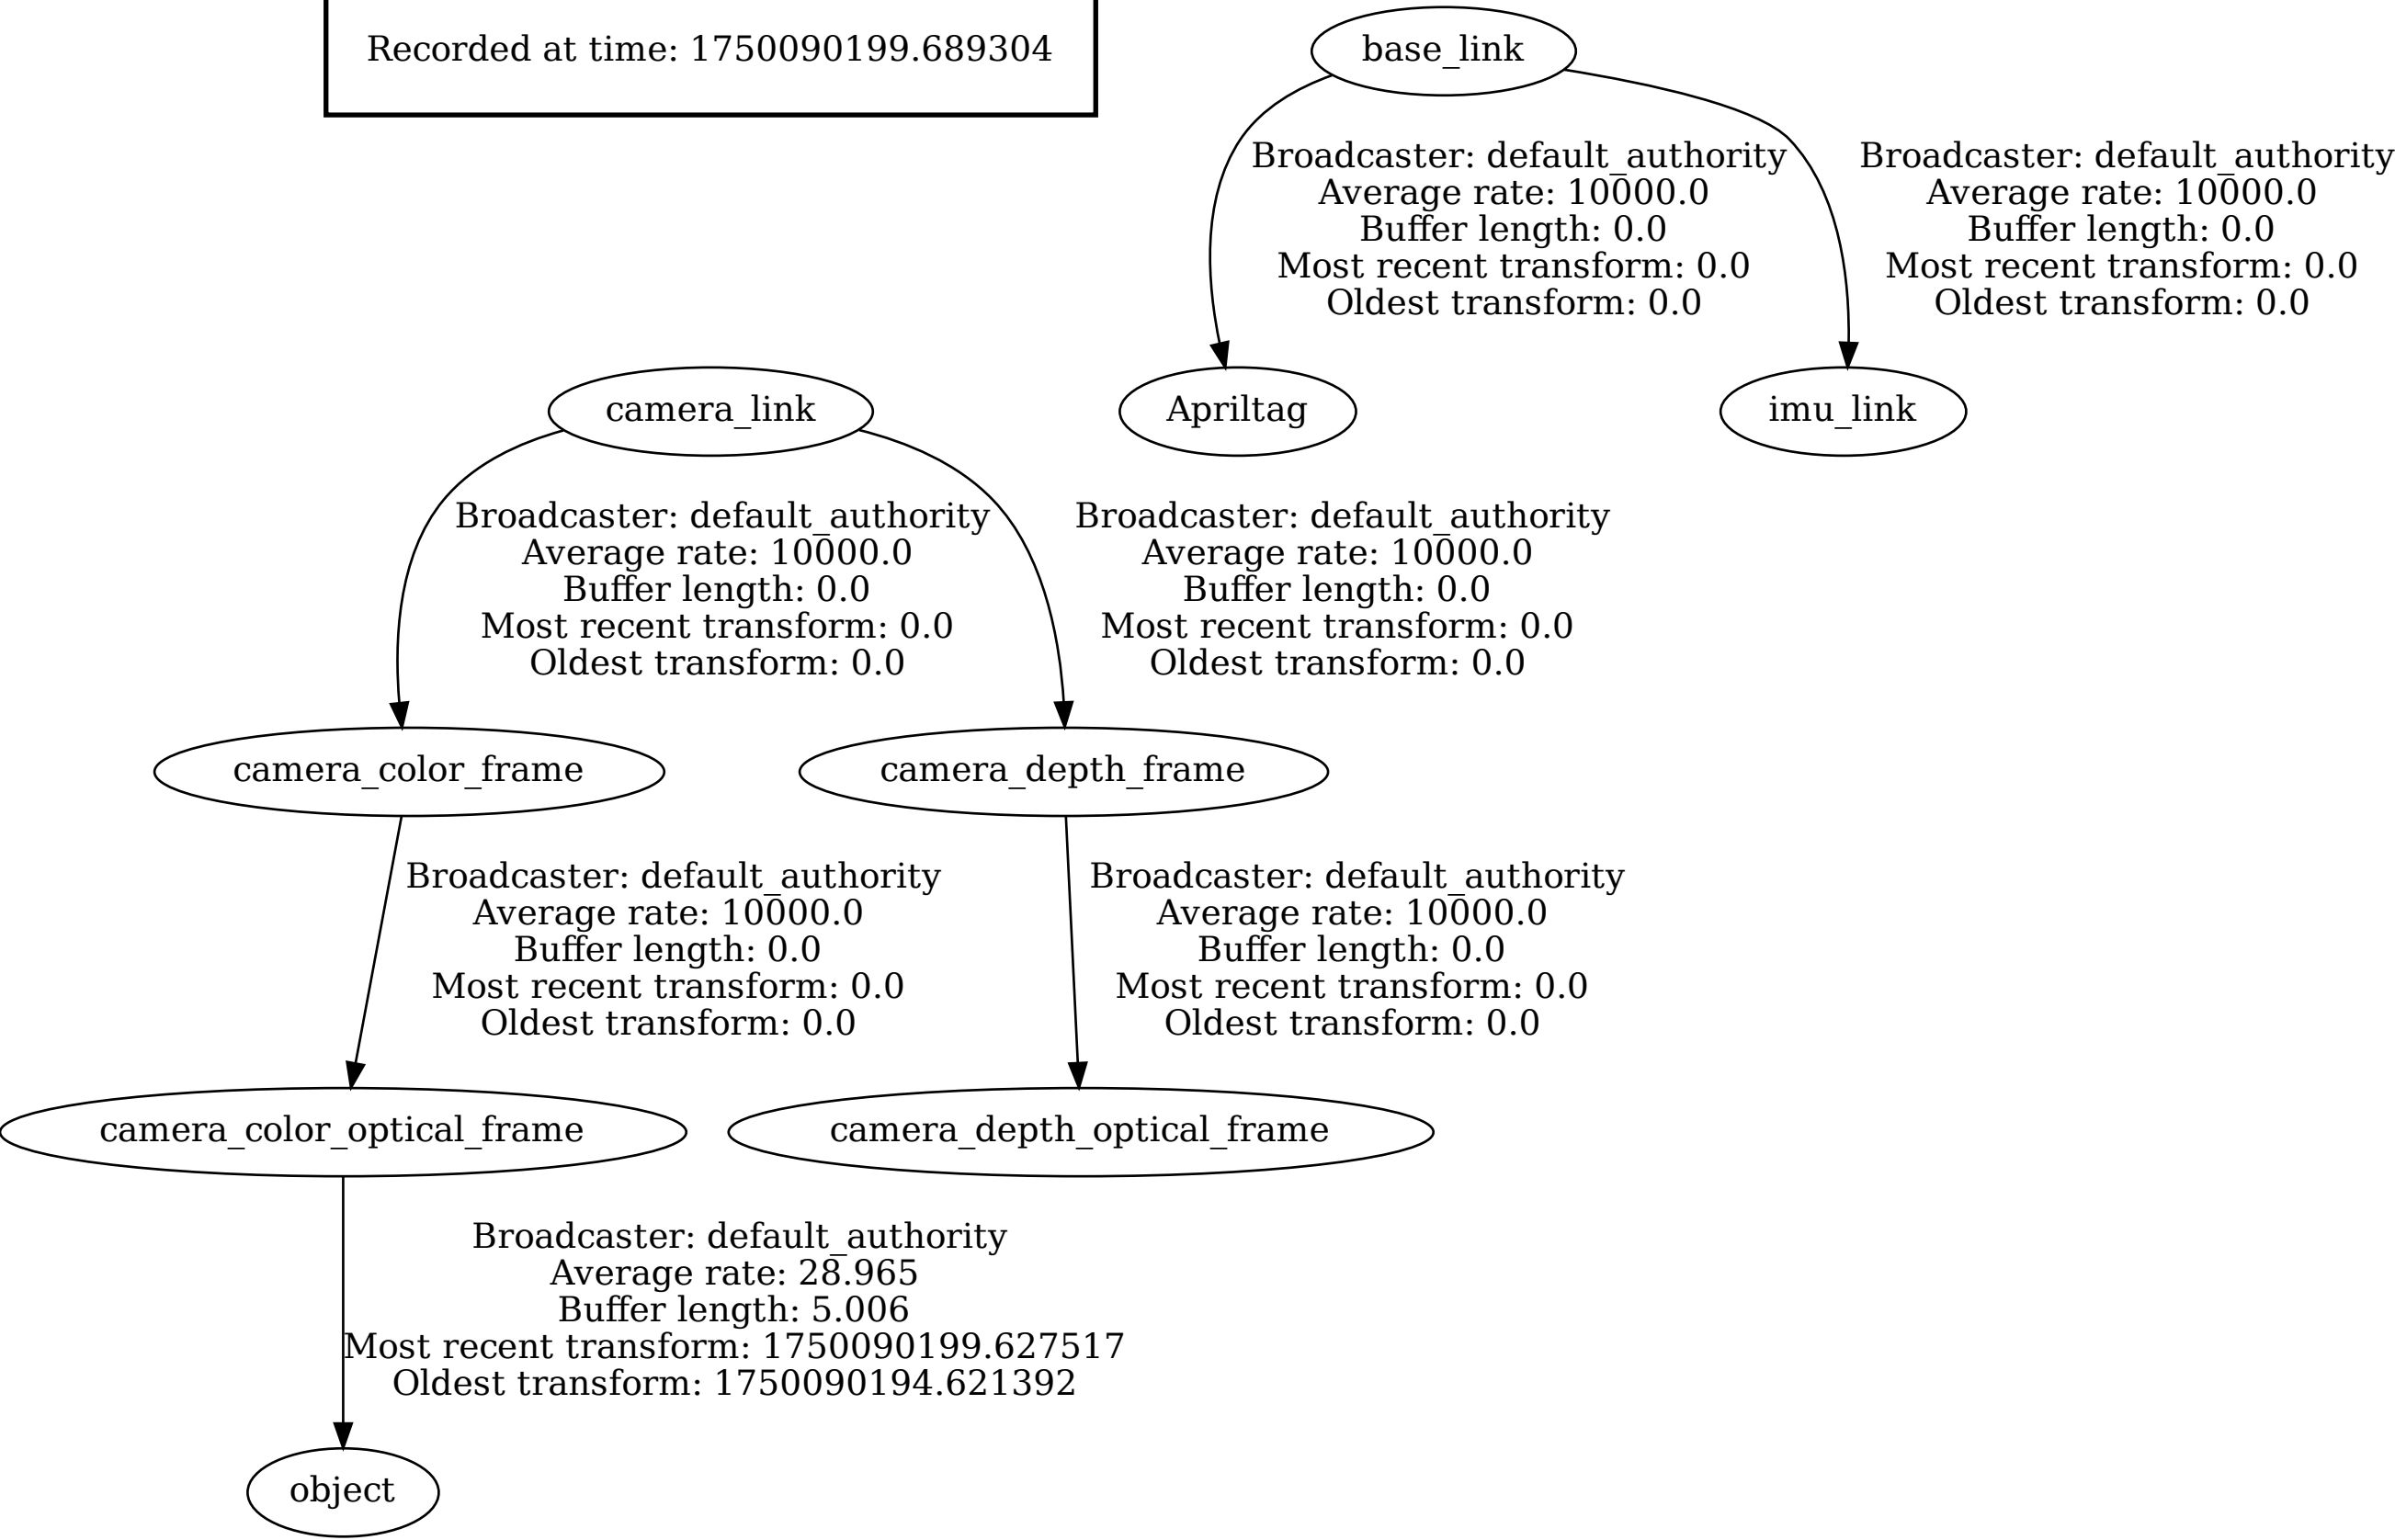 Recorded at time: 1750090199.689304
base_link
Broadcaster: default_authority
Average rate: 10000.0
Buffer length: 0.0
Most recent transform: 0.0
Oldest transform: 0.0
Broadcaster: default_authority
Average rate: 10000.0
Buffer length: 0.0
Most recent transform: 0.0
Oldest transform: 0.0
camera_link
Apriltag
imu_link
Broadcaster: default_authority
Average rate: 10000.0
Buffer length: 0.0
Most recent transform: 0.0
Oldest transform: 0.0
Broadcaster: default_authority
Average rate: 10000.0
Buffer length: 0.0
Most recent transform: 0.0
Oldest transform: 0.0
camera_color_frame
camera_depth_frame
Broadcaster: default_authority
Average rate: 10000.0
Buffer length: 0.0
Most recent transform: 0.0
Oldest transform: 0.0
Broadcaster: default_authority
Average rate: 10000.0
Buffer length: 0.0
Most recent transform: 0.0
Oldest transform: 0.0
camera_color_optical_frame
camera_depth_optical_frame
Broadcaster: default_authority
Average rate: 28.965
Buffer length: 5.006
Most recent transform: 1750090199.627517
Oldest transform: 1750090194.621392
object